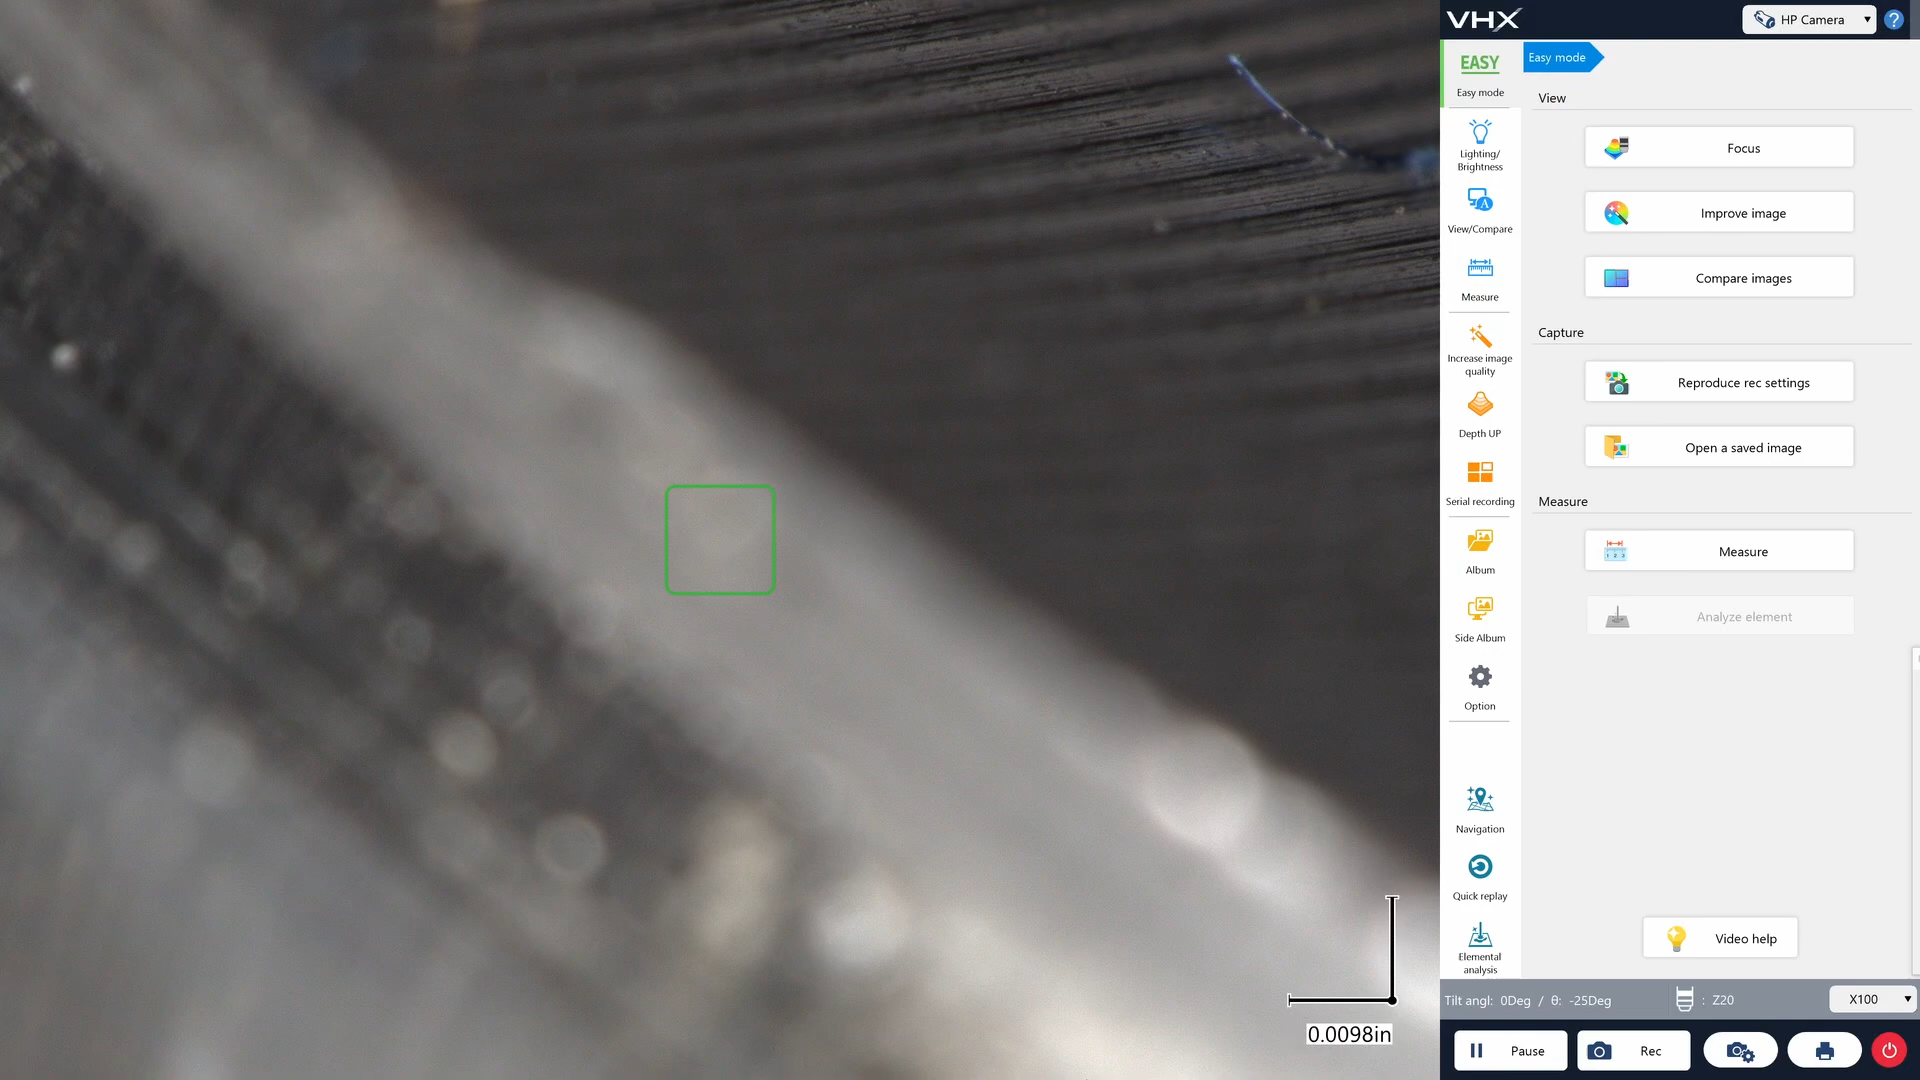 VHX
HP Camera
?
EASY
Easy mode
Easy mode
View
Focus
Lighting/
Brightness
Improve image
View/Compare
Compare images
Measure
Capture
Increase image
quality
Reproduce rec settings
Depth UP
Open a saved image
Serial recording
Measure
Measure
Album
Analyze element
Side Album
Option
Navigation
Quick replay
Video help
Elemental
analysis
Tilt angl: 0Deg / θ: -25Deg
: Z20
X100
0.0098in
Pause
Rec